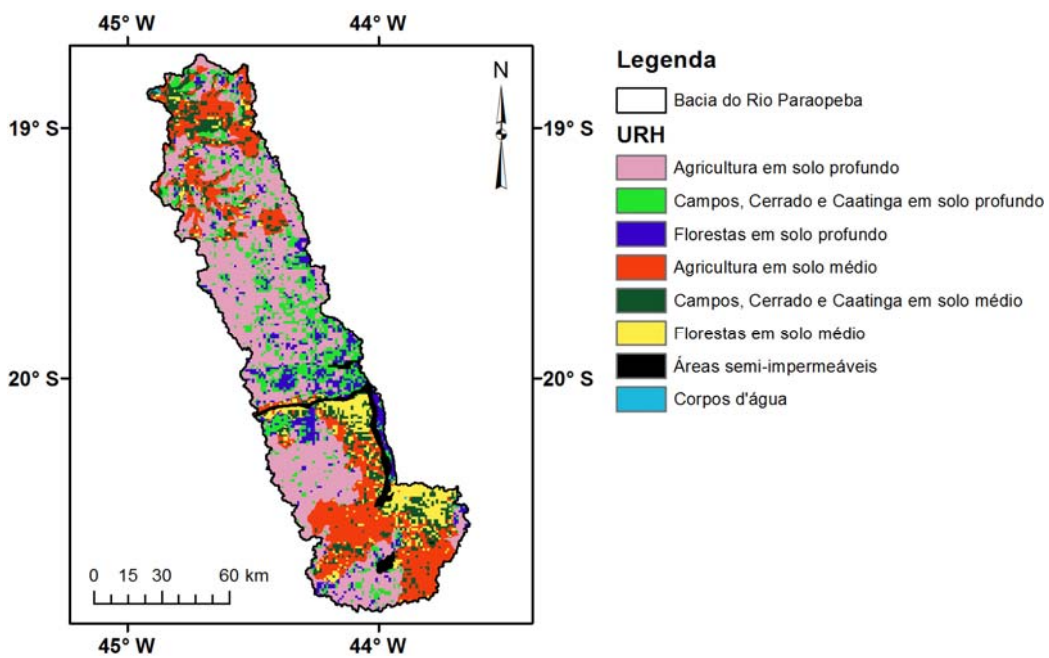 45° W 44° W
19° S 19° S
20° S 20° S
N
0 15 30 60 km
45° W 44° W
Legenda
Bacia do Rio Paraopeba
URH
Agricultura em solo profundo
Campos, Cerrado e Caatinga em solo profundo
Florestas em solo profundo
Agricultura em solo médio
Campos, Cerrado e Caatinga em solo médio
Florestas em solo médio
Áreas semi-impermeáveis
Corpos d'água